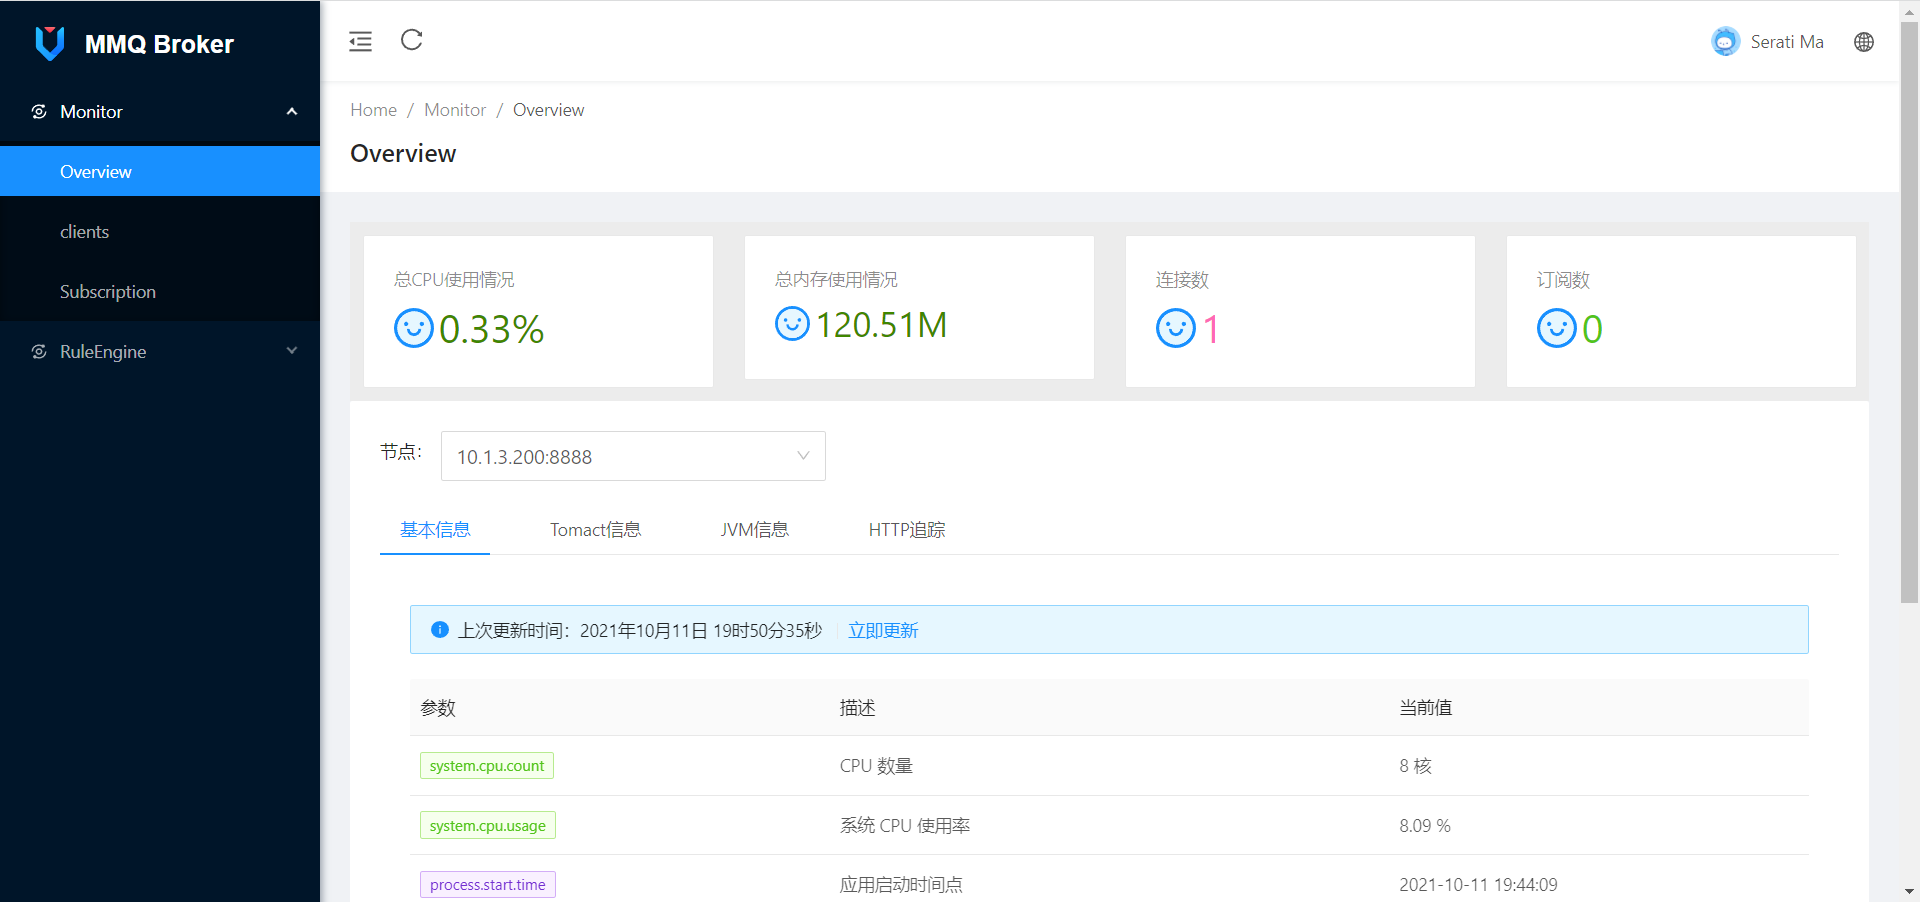 MMQ Broker
Monitor
Overview
clients
Subscription
RuleEngine
Serati Ma
Home / Monitor / Overview
Overview
总CPU使用情况
0.33%
总内存使用情况
120.51M
连接数
1
订阅数
0
节点：
10.1.3.200:8888
基本信息 Tomact信息 JVM信息 HTTP追踪
上次更新时间：2021年10月11日 19时50分35秒 立即更新
参数 描述 当前值
system.cpu.count CPU 数量 8 核
system.cpu.usage 系统 CPU 使用率 8.09 %
process.start.time 应用启动时间点 2021-10-11 19:44:09